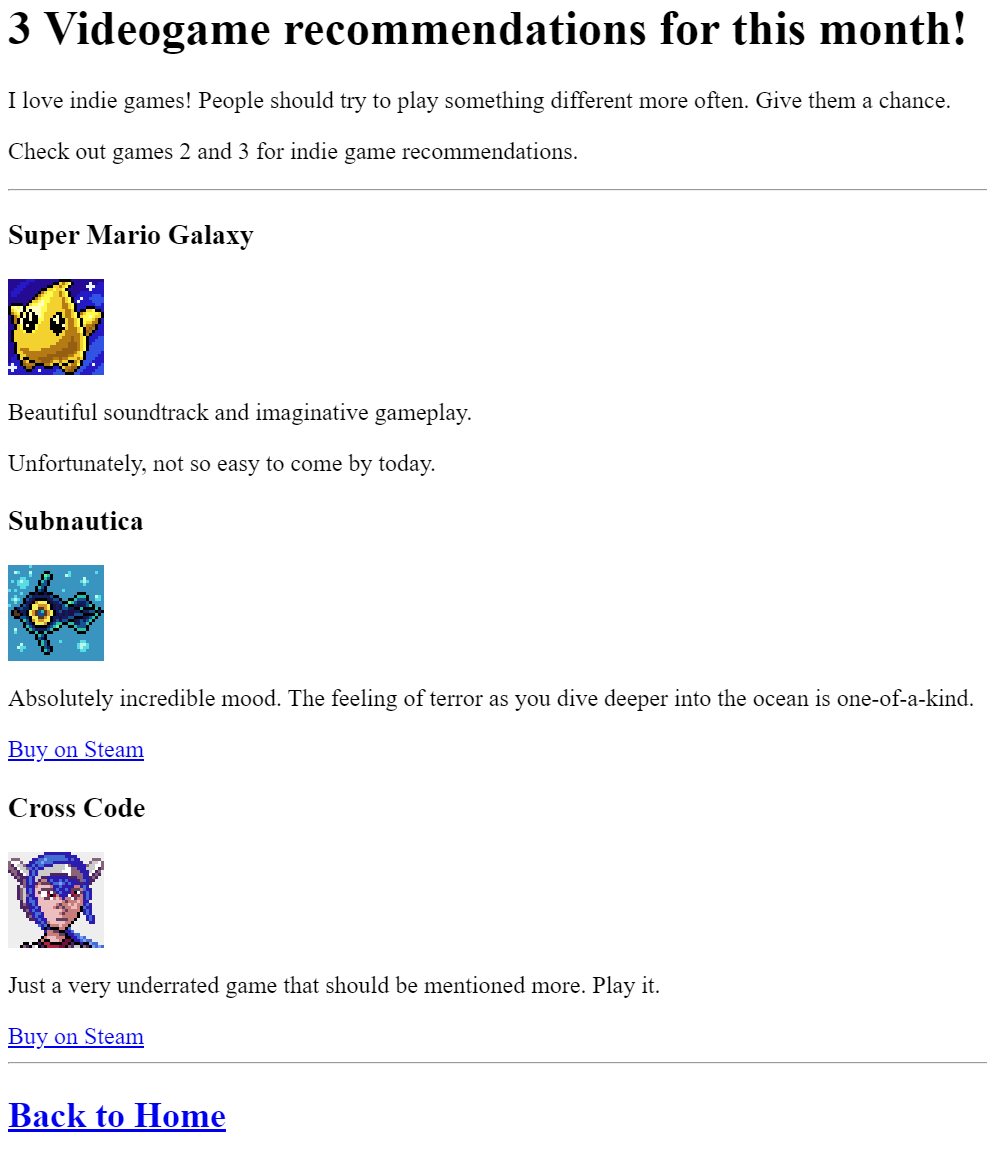 3 Videogame recommendations for this month!
I love indie games! People should try to play something different more often. Give them a chance.
Check out games 2 and 3 for indie game recommendations.
Super Mario Galaxy
Beautiful soundtrack and imaginative gameplay.
Unfortunately, not so easy to come by today.
Subnautica
Absolutely incredible mood. The feeling of terror as you dive deeper into the ocean is one-of-a-kind.
Buy on Steam
Cross Code
Just a very underrated game that should be mentioned more. Play it.
Buy on Steam
Back to Home